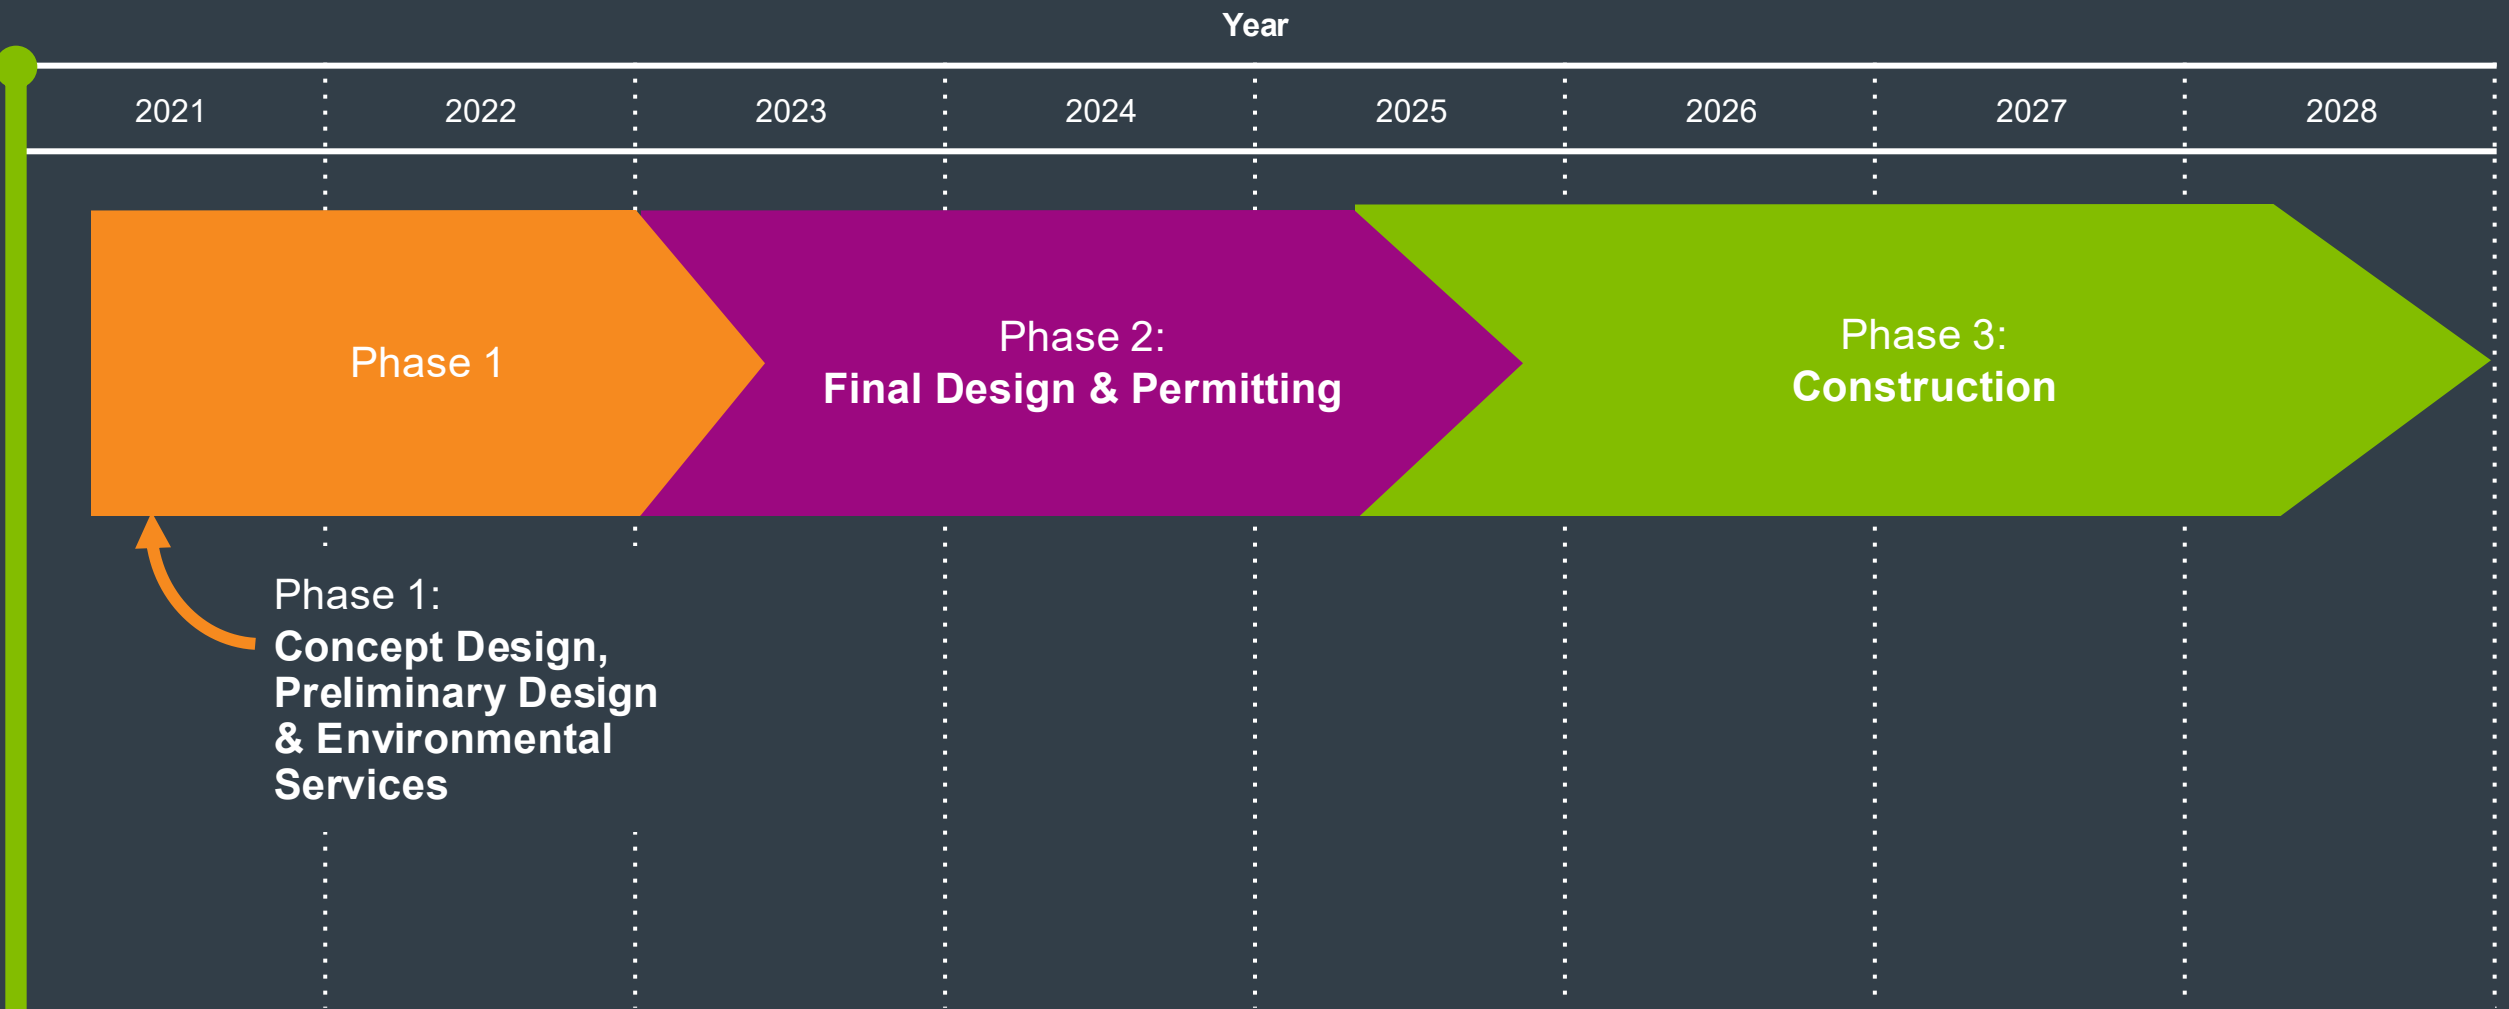 Year
2021 2022 2023 2024 2025 2026 2027 2028
Phase 1
Phase 2:
Final Design & Permitting
Phase 3:
Construction
Phase 1:
Concept Design,
Preliminary Design
& Environmental
Services